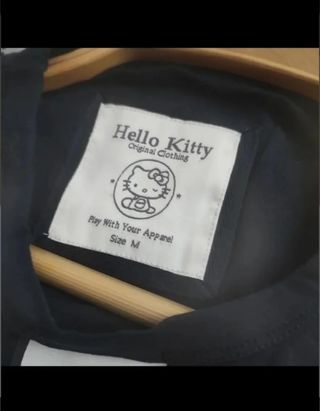 Hello Kitty
Original Clothing
Play With Your Apparel
Size M